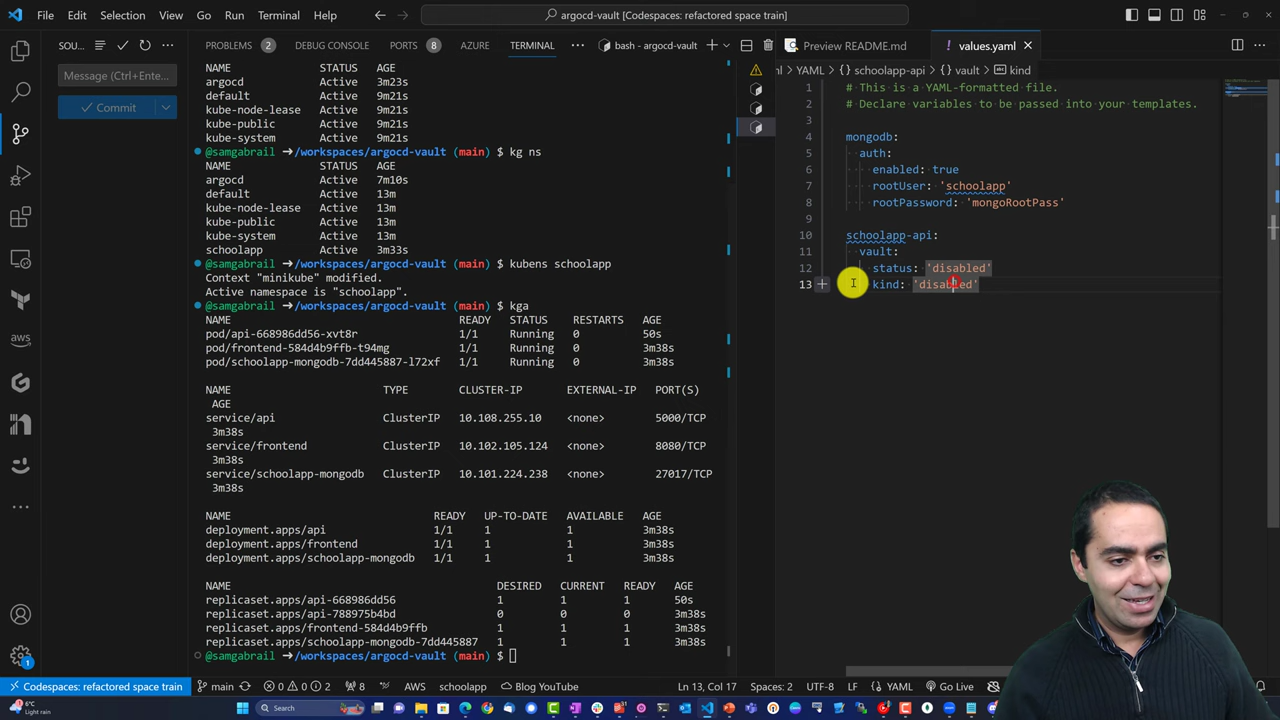 File Edit Selection View Go Run Terminal Help
argocd-vault [Codespaces: refactored space train]
SOU...
Message (Ctrl+Ente...
Commit
PROBLEMS 2 DEBUG CONSOLE PORTS 8 AZURE TERMINAL ... bash - argocd-vault
NAME STATUS AGE
argocd Active 3m23s
default Active 9m21s
kube-node-lease Active 9m21s
kube-public Active 9m21s
kube-system Active 9m21s
@samgabrail ➜/workspaces/argocd-vault (main) $ kg ns
NAME STATUS AGE
argocd Active 7m10s
default Active 13m
kube-node-lease Active 13m
kube-public Active 13m
kube-system Active 13m
schoolapp Active 3m33s
@samgabrail ➜/workspaces/argocd-vault (main) $ kubens schoolapp
Context "minikube" modified.
Active namespace is "schoolapp".
@samgabrail ➜/workspaces/argocd-vault (main) $ kga
NAME READY STATUS RESTARTS AGE
pod/api-668986dd56-xvt8r 1/1 Running 0 50s
pod/frontend-584d4b9ffb-t94mg 1/1 Running 0 3m38s
pod/schoolapp-mongodb-7dd445887-l72xf 1/1 Running 0 3m38s
NAME TYPE CLUSTER-IP EXTERNAL-IP PORT(S)
AGE
service/api ClusterIP 10.108.255.10 <none> 5000/TCP
3m38s
service/frontend ClusterIP 10.102.105.124 <none> 8080/TCP
3m38s
service/schoolapp-mongodb ClusterIP 10.101.224.238 <none> 27017/TCP
3m38s
NAME READY UP-TO-DATE AVAILABLE AGE
deployment.apps/api 1/1 1 1 3m38s
deployment.apps/frontend 1/1 1 1 3m38s
deployment.apps/schoolapp-mongodb 1/1 1 1 3m38s
NAME DESIRED CURRENT READY AGE
replicaset.apps/api-668986dd56 1 1 1 50s
replicaset.apps/api-788975b4bd 0 0 0 3m38s
replicaset.apps/frontend-584d4b9ffb 1 1 1 3m38s
replicaset.apps/schoolapp-mongodb-7dd445887 1 1 1 3m38s
@samgabrail ➜/workspaces/argocd-vault (main) $
Preview README.md ! values.yaml
ml > YAML > {} schoolapp-api: > {} vault > kind
1 # This is a YAML-formatted file.
2 # Declare variables to be passed into your templates.
3
4 mongodb:
5 auth:
6 enabled: true
7 rootUser: 'schoolapp'
8 rootPassword: 'mongoRootPass'
9
10 schoolapp-api:
11 vault:
12 status: 'disabled'
13 kind: 'disabled'
aws
1
Codespaces: refactored space train main 0 0 2 8 AWS schoolapp Blog YouTube Ln 13, Col 17 Spaces: 2 UTF-8 LF YAML Go Live
6°C
Light rain
Search